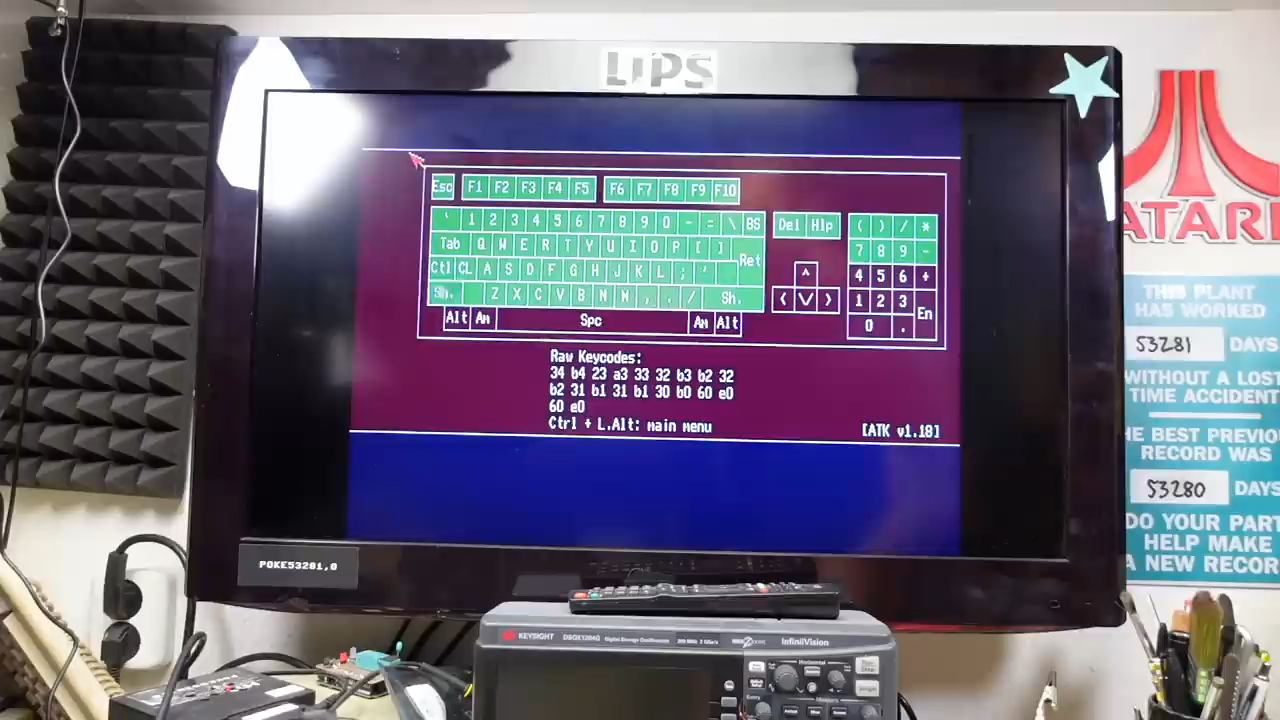 UPS
Esc F1 F2 F3 F4 F5 F6 F7 F8 F9 F10
` 1 2 3 4 5 6 7 8 9 0 - = \ BS Del Hlp ( ) / *
Tab Q W E R T Y U I O P [ ] 7 8 9 -
Ret
Ctl CL A S D F G H J K L ; ' ^ 4 5 6 +
Sh. Z X C V B N M , . / Sh. < V > 1 2 3
En
Alt Am Spc Am Alt 0 .
Raw Keycodes:
34 b4 23 a3 33 32 b3 b2 32
b2 31 b1 31 b1 30 b0 60 e0
60 e0
Ctrl + L.Alt: main menu
[ATK v1.18]
POKE53281,0
ATARI
THIS PLANT
HAS WORKED
53281 DAYS
WITHOUT A LOST
TIME ACCIDENT
HE BEST PREVIO
RECORD WAS
53280 DAYS
DO YOUR PART
HELP MAKE
A NEW RECOR
KEYSIGHT DSOX1204G Digital Storage Oscilloscope InfiniiVision
Horizontal